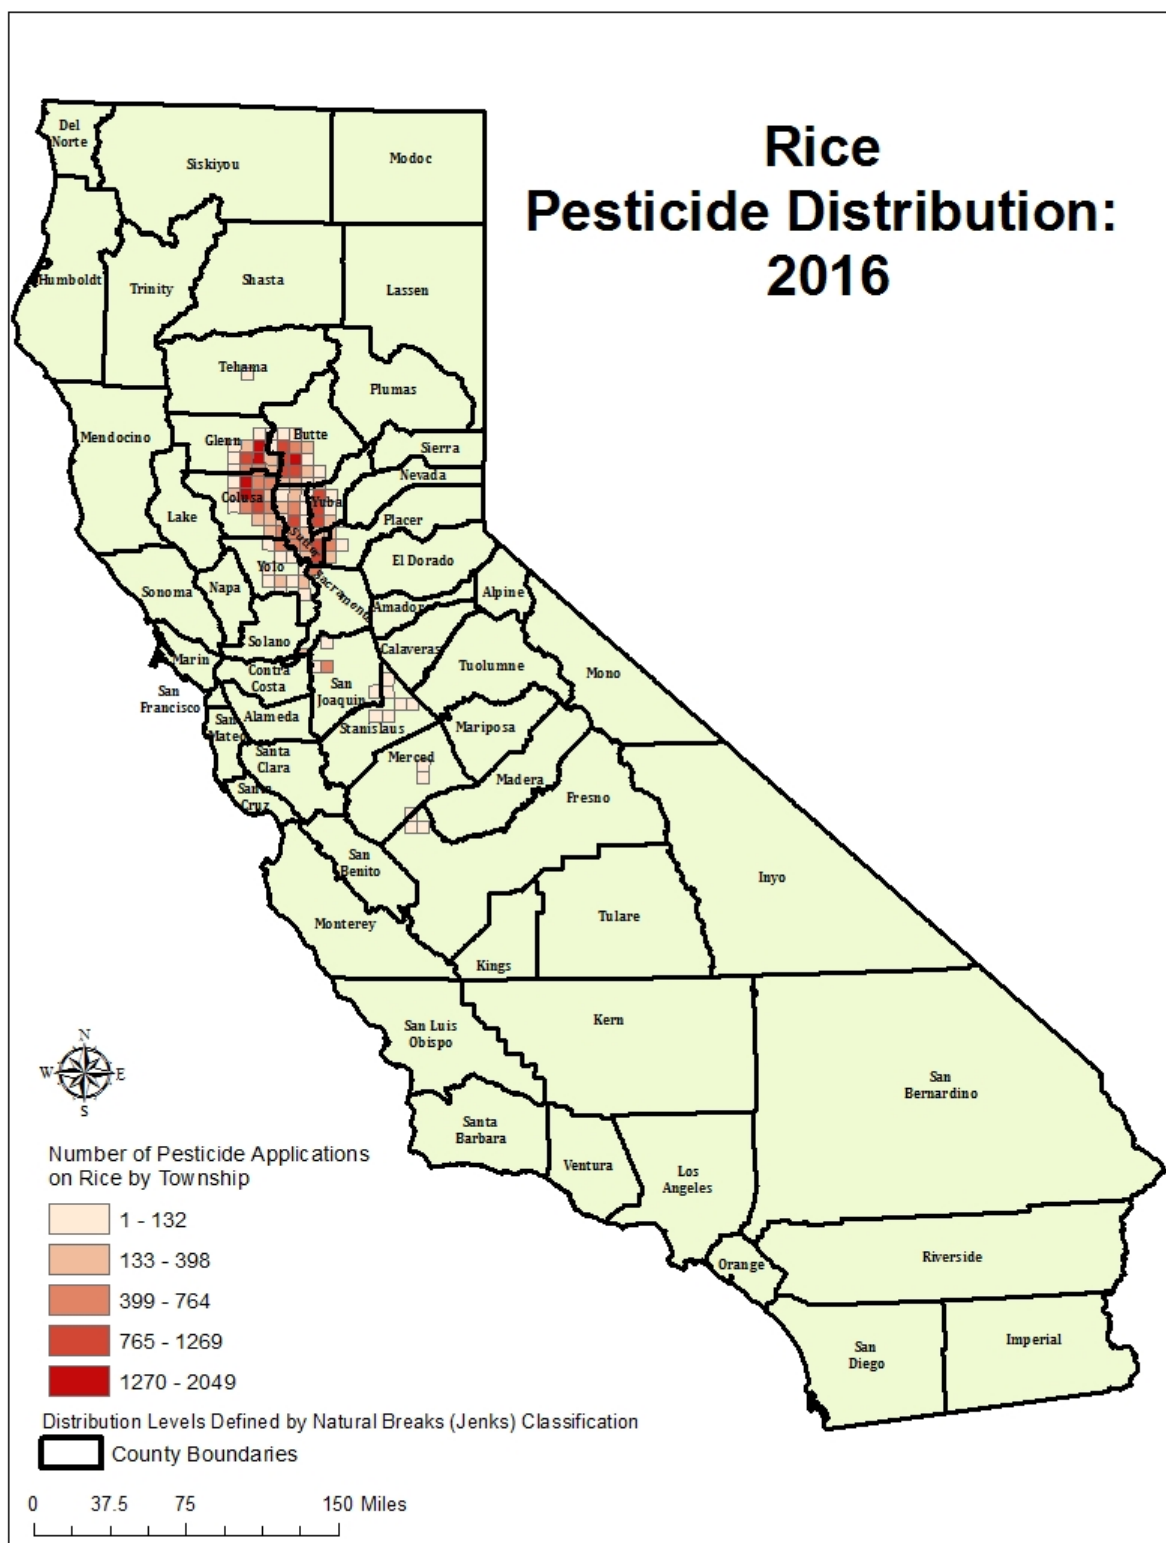 Rice
Pesticide Distribution:
2016
Del
Norte
Siskiyou
Modoc
Humboldt
Trinity
Shasta
Lassen
Tehama
Plumas
Mendocino
Glenn
Butte
Sierra
Nevada
Colusa
Yuba
Lake
Placer
Sutter
El Dorado
Yolo
Sonoma
Napa
Sacramento
Alpine
Amador
Solano
Calaveras
Marin
Tuolumne
Mono
Contra
Costa
San
Joaquin
San
Francisco
Alameda
Stanislaus
Mariposa
San
Mateo
Santa
Clara
Merced
Madera
Santa
Cruz
Fresno
San
Benito
Inyo
Monterey
Tulare
Kings
San Luis
Obispo
Kern
San
Bernardino
Santa
Barbara
Ventura
Los
Angeles
Orange
Riverside
San
Diego
Imperial
N
W
E
S
Number of Pesticide Applications
on Rice by Township
1 - 132
133 - 398
399 - 764
765 - 1269
1270 - 2049
Distribution Levels Defined by Natural Breaks (Jenks) Classification
County Boundaries
0 37.5 75 150 Miles